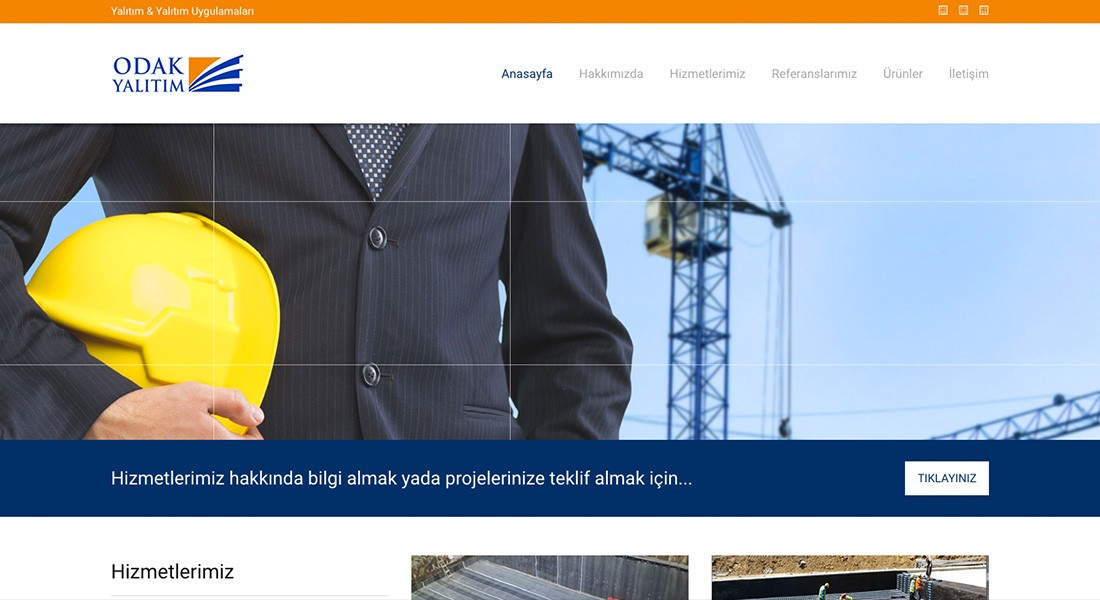 Yalıtım & Yalıtım Uygulamaları
ODAK
YALITIM
Anasayfa Hakkımızda Hizmetlerimiz Referanslarımız Ürünler İletişim
Hizmetlerimiz hakkında bilgi almak yada projelerinize teklif almak için...
TIKLAYINIZ
Hizmetlerimiz